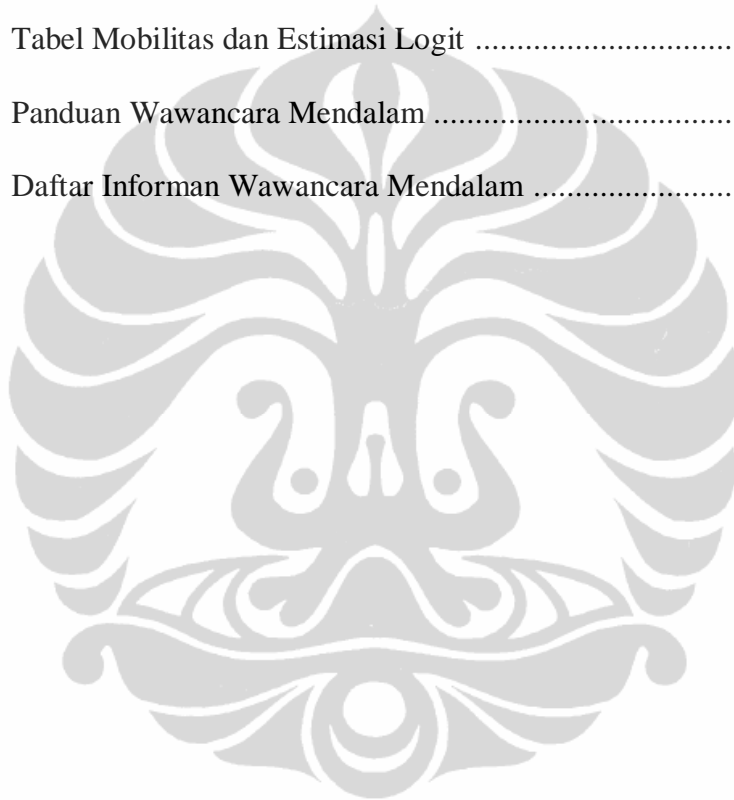 Tabel Mobilitas dan Estimasi Logit ...............................
Panduan Wawancara Mendalam ....................................
Daftar Informan Wawancara Mendalam ........................